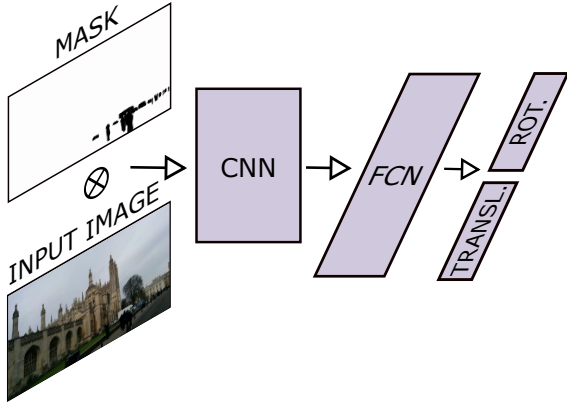 MASK
INPUT IMAGE
CNN
FCN
ROT.
TRANSL.